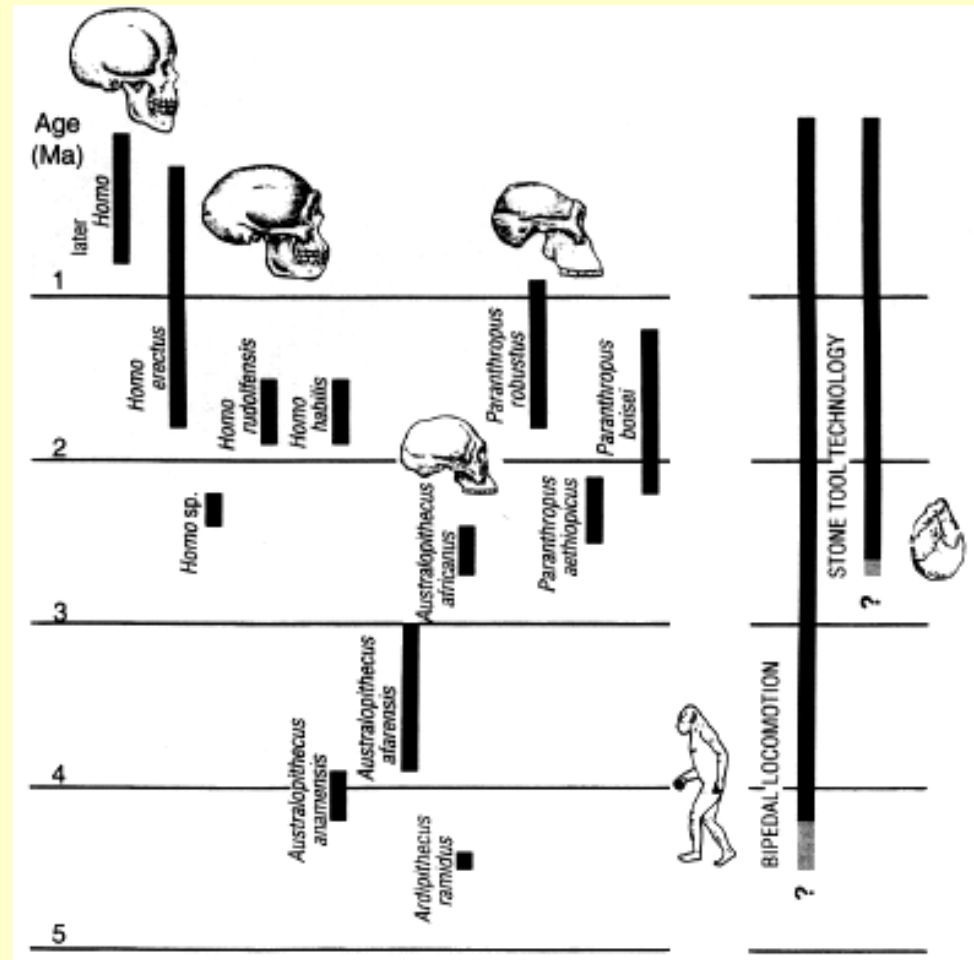 Age
(Ma)
later
Homo
1
Homo
erectus
Homo
rudolfensis
Homo
habilis
Paranthropus
robustus
Paranthropus
boisei
2
Homo sp.
Australopithecus
africanus
Paranthropus
aethiopicus
STONE TOOL TECHNOLOGY
?
3
Australopithecus
afarensis
4
Australopithecus
anamensis
Ardipithecus
ramidus
BIPEDAL LOCOMOTION
?
5